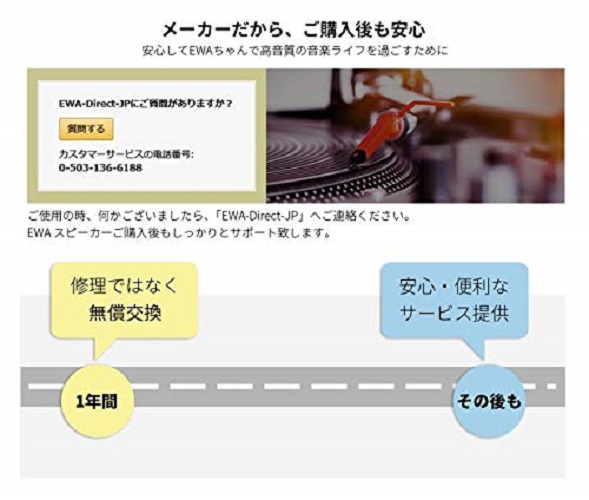 メーカーだから、ご購入後も安心
安心してEWAちゃんで高音質の音楽ライフを過ごすために
EWA-Direct-JPにご質問がありますか？
質問する
カスタマーサービスの電話番号:
0-503-136-6188
ご使用の時、何かございましたら、「EWA-Direct-JP」へご連絡ください。
EWA スピーカーご購入後もしっかりとサポート致します。
修理ではなく
無償交換
安心・便利な
サービス提供
1年間
その後も